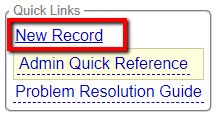 Quick Links
New Record
Admin Quick Reference
Problem Resolution Guide